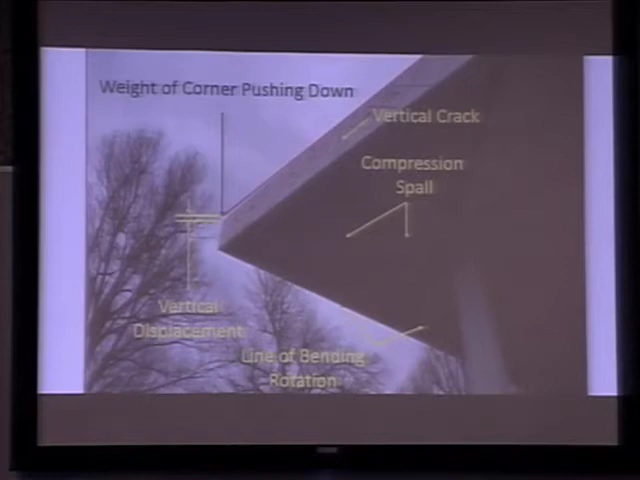 Weight of Corner Pushing Down
Vertical Crack
Compression
Spall
Vertical
Displacement
Line of Bending
Rotation